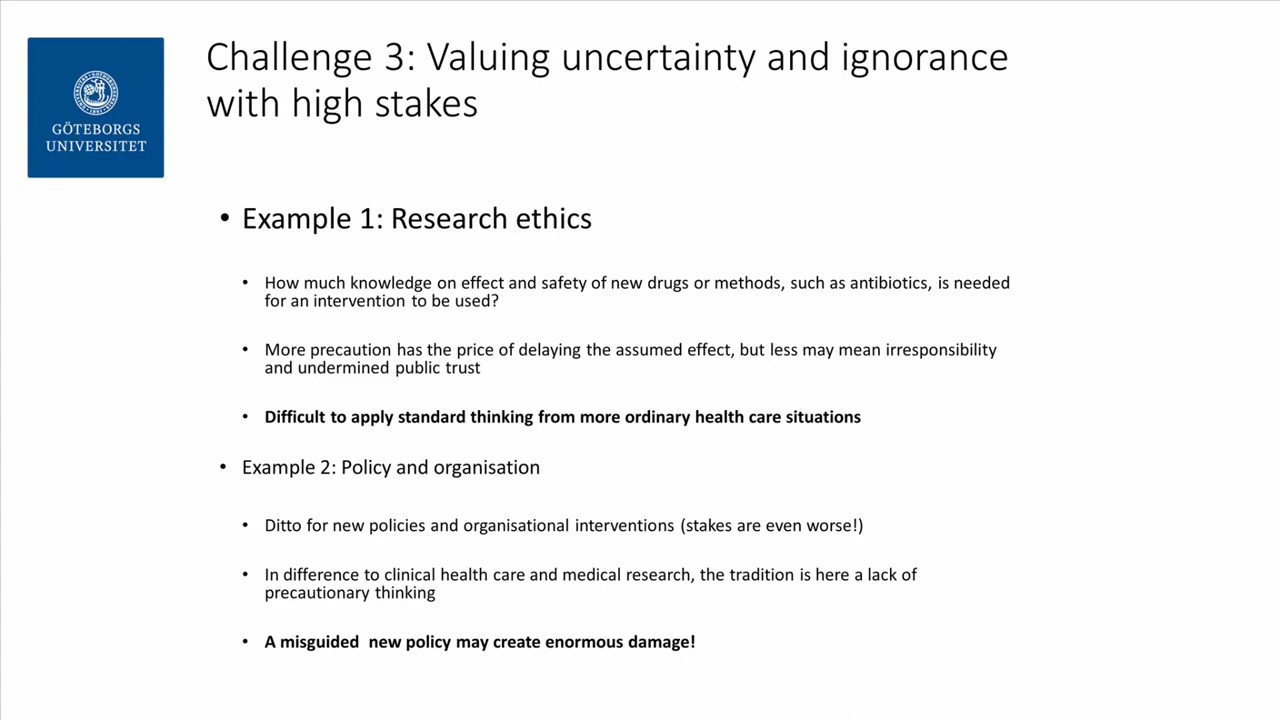 Challenge 3: Valuing uncertainty and ignorance
with high stakes
GÖTEBORGS
UNIVERSITET
• Example 1: Research ethics
• How much knowledge on effect and safety of new drugs or methods, such as antibiotics, is needed
for an intervention to be used?
• More precaution has the price of delaying the assumed effect, but less may mean irresponsibility
and undermined public trust
• Difficult to apply standard thinking from more ordinary health care situations
• Example 2: Policy and organisation
• Ditto for new policies and organisational interventions (stakes are even worse!)
• In difference to clinical health care and medical research, the tradition is here a lack of
precautionary thinking
• A misguided  new policy may create enormous damage!